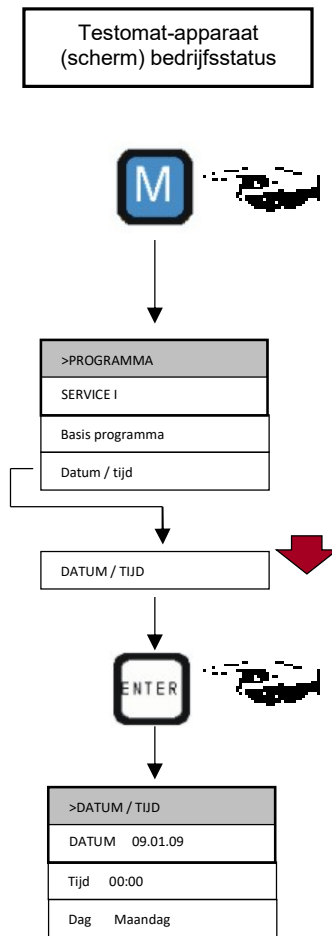 Testomat-apparaat
(scherm) bedrijfsstatus
M
>PROGRAMMA
SERVICE I
Basis programma
Datum / tijd
DATUM / TIJD
ENTER
>DATUM / TIJD
DATUM 09.01.09
Tijd 00:00
Dag Maandag